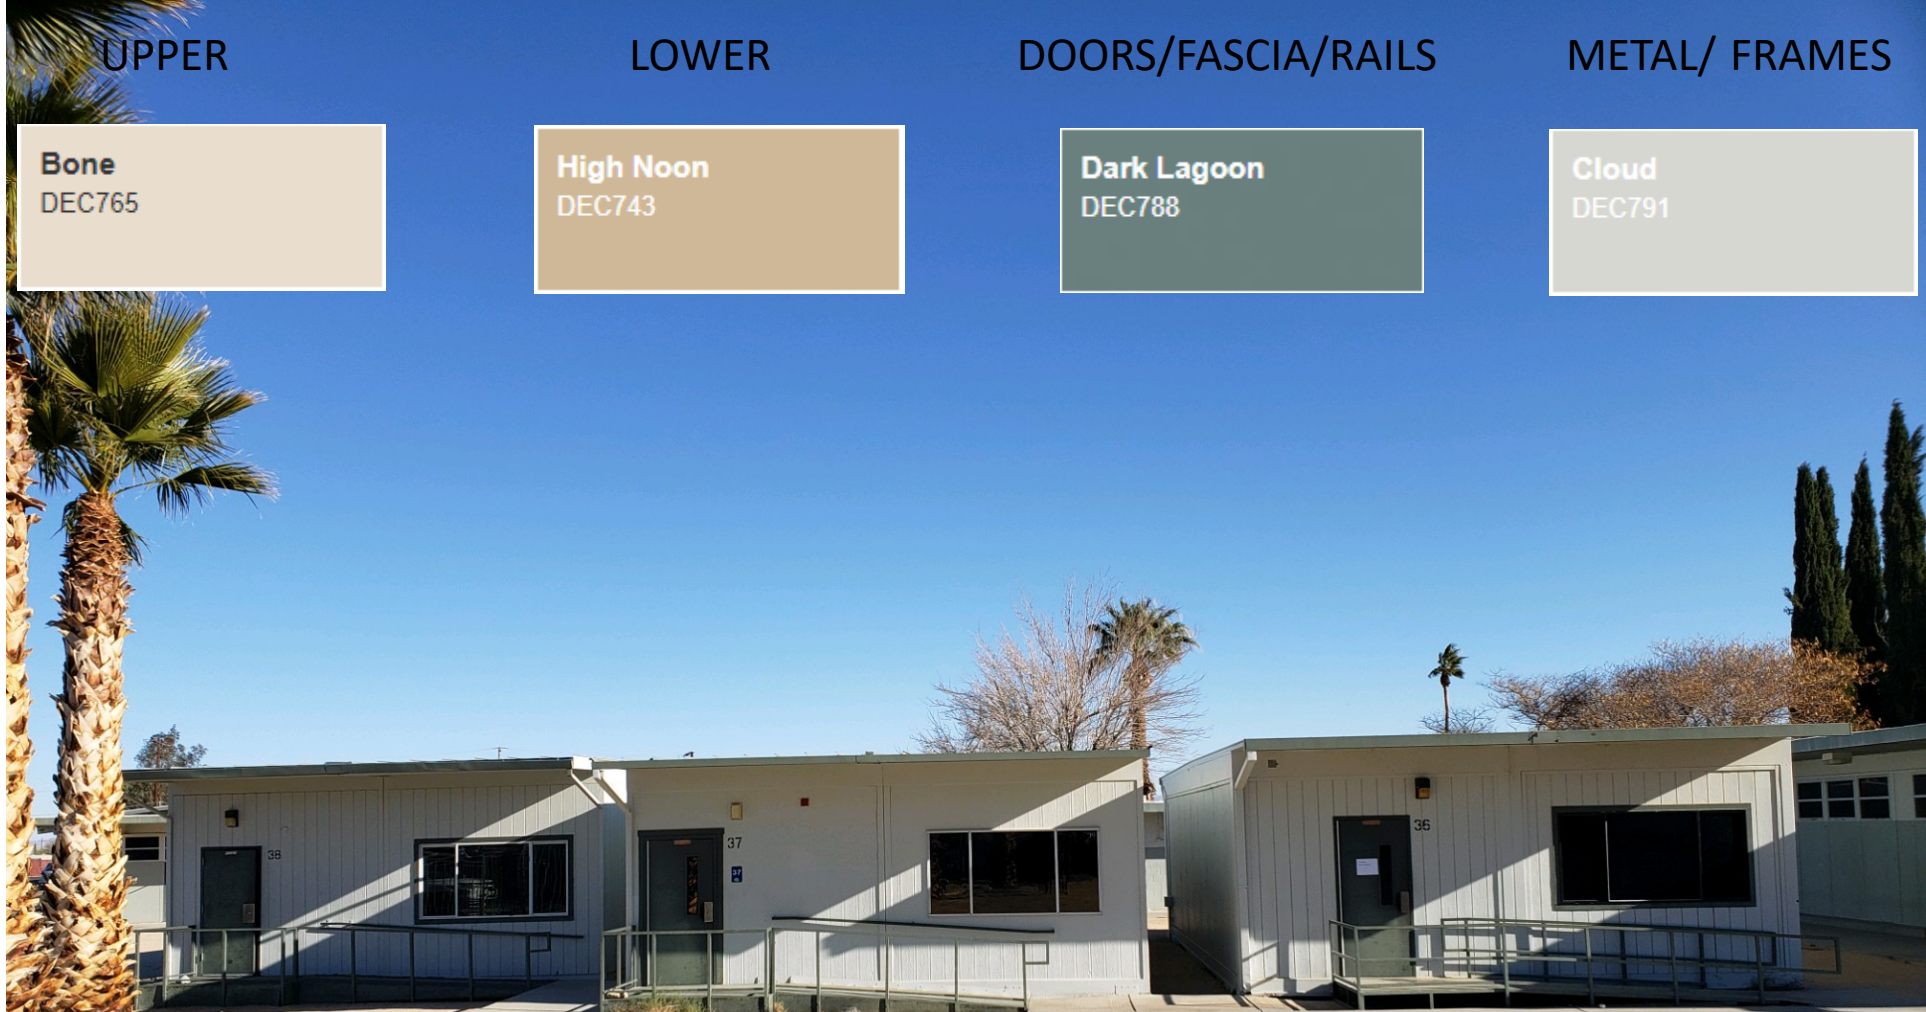 UPPER
LOWER
DOORS/FASCIA/RAILS
METAL/ FRAMES
Bone
DEC765
High Noon
DEC743
Dark Lagoon
DEC788
Cloud
DEC791
38
37
37
36